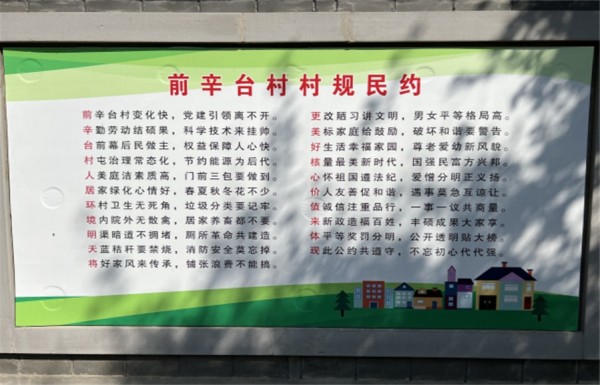 前辛台村村规民约
前辛台村变化快，党建引领离不开。
辛勤劳动结硕果，科学技术来挂帅。
台前幕后民做主，权益保障人心快。
村屯治理常态化，节约能源为后代。
人美庭洁素质高，门前三包要做到。
居家绿化心情好，春夏秋冬花不少。
环村卫生无死角，垃圾分类要记牢。
境内院外无散禽，居家养畜都不要。
明渠暗道不拥堵，厕所革命共建造。
天蓝秸秆要禁烧，消防安全莫忘掉。
将好家风来传承，铺张浪费不能搞。
更改陋习讲文明，男女平等格局高。
美标家庭给鼓励，破坏和谐要警告。
好生活幸福家园，尊老爱幼新风貌。
核量最美新时代，国强民富方兴邦。
心怀祖国遵法纪，爱憎分明正义扬。
价人友善促和谐，遇事莫急互谅让。
值诚信注重品行，一事一议共商量。
来新政造福百姓，丰硕成果大家享。
体平等奖罚分明，公开透明贴大榜。
现此公约共遵守，不忘初心代代强。